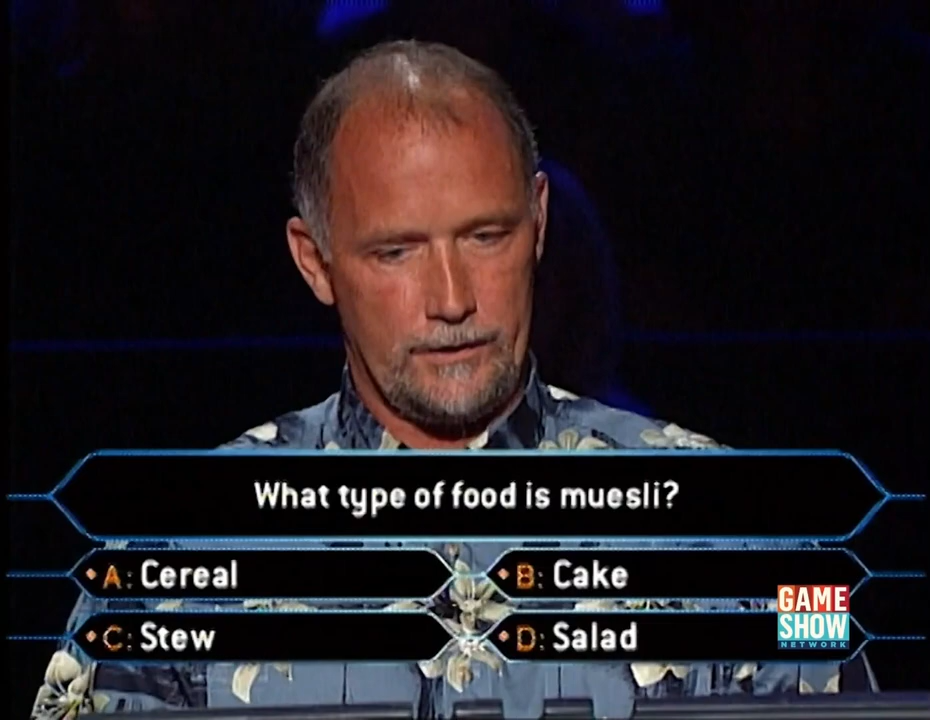 What type of food is muesli?
A: Cereal
B: Cake
C: Stew
D: Salad
GAME
SHOW
NETWORK